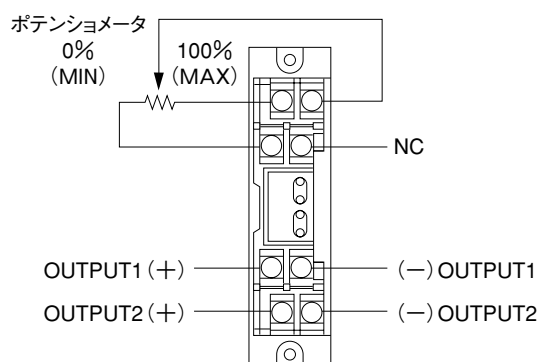 ポテンショメータ
0% 100%
（MIN） （MAX）
NC
OUTPUT1（＋） （－）OUTPUT1
OUTPUT2（＋） （－）OUTPUT2